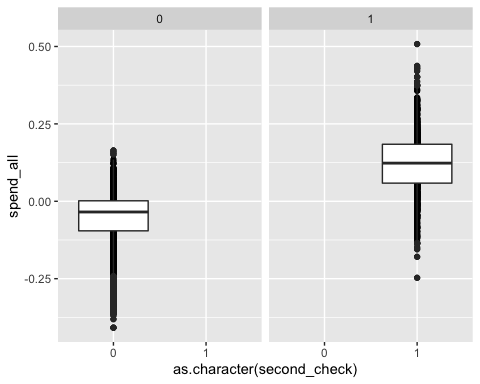 0 1
0.50
0.25
0.00
-0.25
spend_all
0 1 0 1
as.character(second_check)